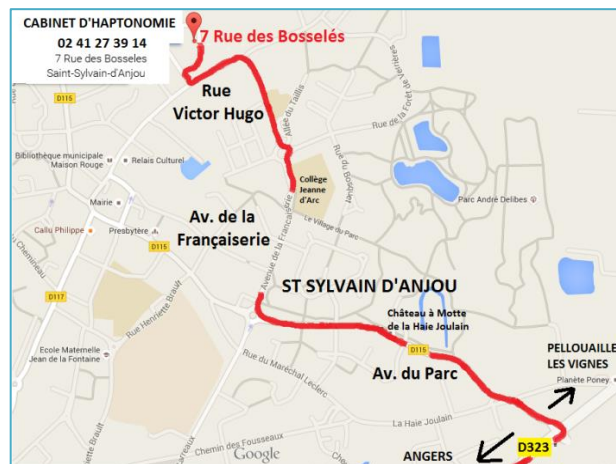 CABINET D'HAPTONOMIE
02 41 27 39 14
7 Rue des Bosseles
Saint-Sylvain-d'Anjou
7 Rue des Bosselés
Rue
Victor Hugo
D115
Allée du Taillis
Rue de la Forêt de Verrières
Bibliothèque municipale
Maison Rouge
Relais Culturel
Collège
Jeanne
d'Arc
Rue du Arbostry
Parc André Delibes
Mairie
Av. de la
Françaiserie
Avenue de la Françaiserie
Le Village du Parc
Callu Philippe
Presbytère
D115
D117
ST SYLVAIN D'ANJOU
Rue Henriette Brault
Château à Motte
de la Haie Joulain
Ecole Maternelle
Jean de la Fontaine
Rue du Maréchal Leclerc
D115
Av. du Parc
PELLOUAILLE
LES VIGNES
Planète Poney
La Haie Joulain
Chemin des Fousseaux
Google
ANGERS
D323